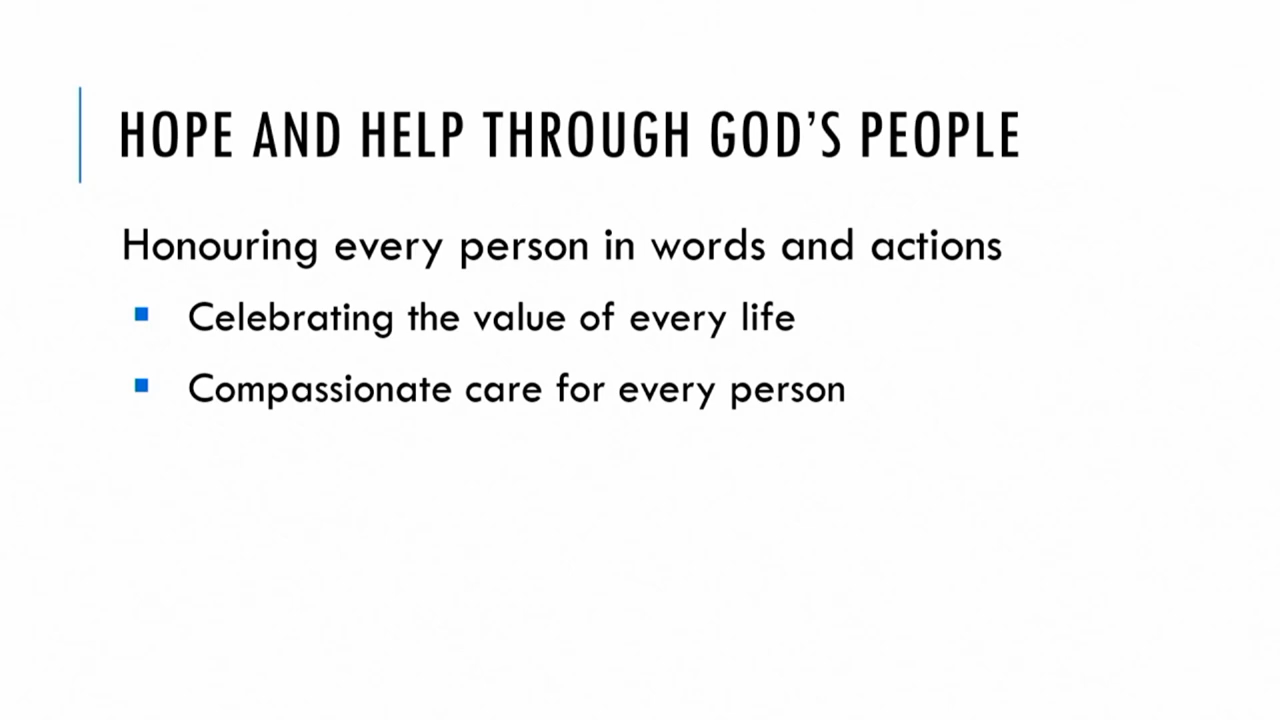 HOPE AND HELP THROUGH GOD'S PEOPLE
Honouring every person in words and actions
▪ Celebrating the value of every life
▪ Compassionate care for every person